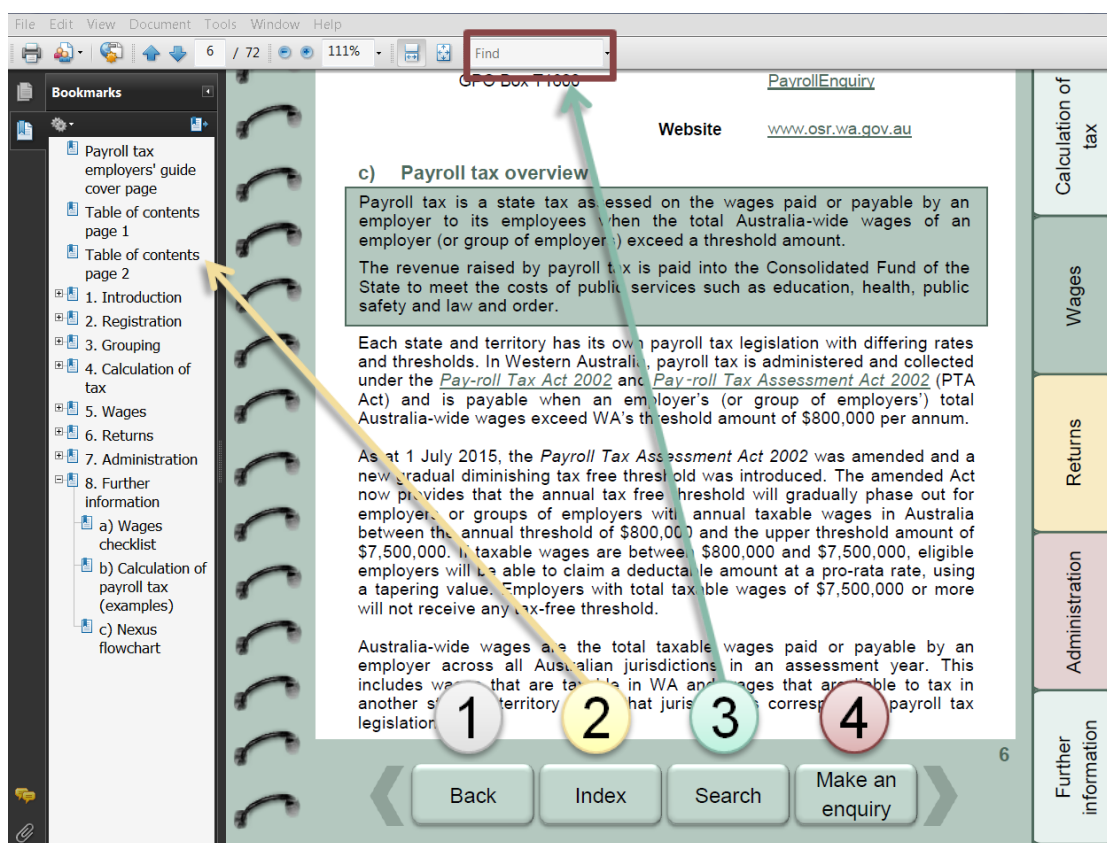 File Edit View Document Tools Window Help
6 / 72 111% Find
Bookmarks
Payroll tax
employers' guide
cover page
Table of contents
page 1
Table of contents
page 2
1. Introduction
2. Registration
3. Grouping
4. Calculation of
tax
5. Wages
6. Returns
7. Administration
8. Further
information
a) Wages
checklist
b) Calculation of
payroll tax
(examples)
c) Nexus
flowchart
GPO Box T1600 PayrollEnquiry
Website www.osr.wa.gov.au
c) Payroll tax overview
Payroll tax is a state tax assessed on the wages paid or payable by an
employer to its employees when the total Australia-wide wages of an
employer (or group of employers) exceed a threshold amount.
The revenue raised by payroll tax is paid into the Consolidated Fund of the
State to meet the costs of public services such as education, health, public
safety and law and order.
Each state and territory has its own payroll tax legislation with differing rates
and thresholds. In Western Australia, payroll tax is administered and collected
under the Pay-roll Tax Act 2002 and Pay-roll Tax Assessment Act 2002 (PTA
Act) and is payable when an employer's (or group of employers') total
Australia-wide wages exceed WA's threshold amount of $800,000 per annum.
As at 1 July 2015, the Payroll Tax Assessment Act 2002 was amended and a
new gradual diminishing tax free threshold was introduced. The amended Act
now provides that the annual tax free threshold will gradually phase out for
employers or groups of employers with annual taxable wages in Australia
between the annual threshold of $800,000 and the upper threshold amount of
$7,500,000. If taxable wages are between $800,000 and $7,500,000, eligible
employers will be able to claim a deductable amount at a pro-rata rate, using
a tapering value. Employers with total taxable wages of $7,500,000 or more
will not receive any tax-free threshold.
Australia-wide wages are the total taxable wages paid or payable by an
employer across all Australian jurisdictions in an assessment year. This
includes wages that are taxable in WA and wages that are liable to tax in
another territory that corresp payroll tax
legislation
1 2 3 4
6
Back Index Search Make an
enquiry
Calculation of
tax
Wages
Returns
Administration
Further
information